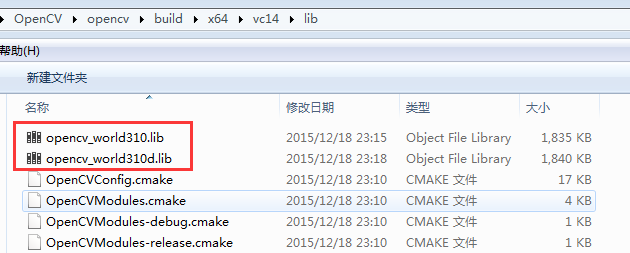 OpenCV ▸ opencv ▸ build ▸ x64 ▸ vc14 ▸ lib
帮助(H)
新建文件夹
名称 修改日期 类型 大小
opencv_world310.lib 2015/12/18 23:15 Object File Library 1,835 KB
opencv_world310d.lib 2015/12/18 23:18 Object File Library 1,840 KB
OpenCVConfig.cmake 2015/12/18 23:10 CMAKE 文件 17 KB
OpenCVModules.cmake 2015/12/18 23:10 CMAKE 文件 4 KB
OpenCVModules-debug.cmake 2015/12/18 23:10 CMAKE 文件 1 KB
OpenCVModules-release.cmake 2015/12/18 23:10 CMAKE 文件 1 KB